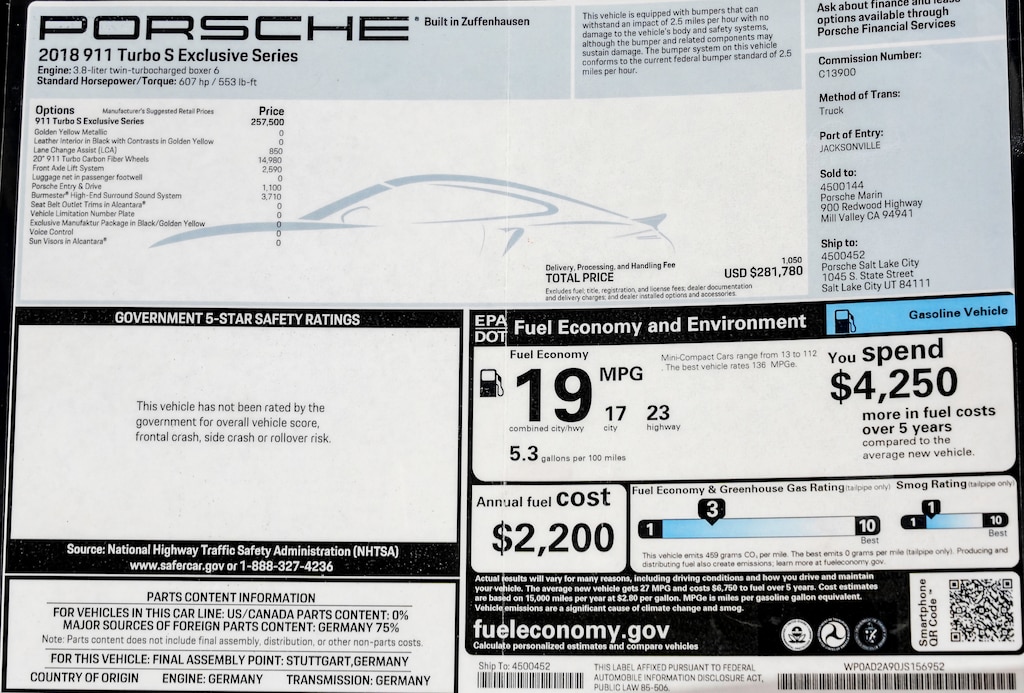 PORSCHE® Built in Zuffenhausen
2018 911 Turbo S Exclusive Series
Engine: 3.8-liter twin-turbocharged boxer 6
Standard Horsepower/Torque: 607 hp / 553 lb-ft
This vehicle is equipped with bumpers that can
withstand an impact of 2.5 miles per hour with no
damage to the vehicle's body and safety systems,
although the bumper and related components may
sustain damage. The bumper system on this vehicle
conforms to the current federal bumper standard of 2.5
miles per hour.
Ask about finance and lease
options available through
Porsche Financial Services
Commission Number:
C13900
Method of Trans:
Truck
Port of Entry:
JACKSONVILLE
Sold to:
4500144
Porsche Marin
900 Redwood Highway
Mill Valley CA 94941
Ship to:
4500452
Porsche Salt Lake City
1045 S. State Street
Salt Lake City UT 84111
Options Manufacturer's Suggested Retail Prices Price
911 Turbo S Exclusive Series 257,500
Golden Yellow Metallic 0
Leather Interior in Black with Contrasts in Golden Yellow 0
Lane Change Assist (LCA) 850
20" 911 Turbo Carbon Fiber Wheels 14,980
Front Axle Lift System 2,590
Luggage net in passenger footwell 0
Porsche Entry & Drive 1,100
Burmester® High-End Surround Sound System 3,710
Seat Belt Outlet Trims in Alcantara® 0
Vehicle Limitation Number Plate 0
Exclusive Manufaktur Package in Black/Golden Yellow 0
Voice Control 0
Sun Visors in Alcantara® 0
Delivery, Processing, and Handling Fee 1,050
TOTAL PRICE USD $281,780
Excludes fuel, title, registration, and license fees; dealer documentation
and delivery charges; and dealer installed options and accessories.
GOVERNMENT 5-STAR SAFETY RATINGS
This vehicle has not been rated by the
government for overall vehicle score,
frontal crash, side crash or rollover risk.
Source: National Highway Traffic Safety Administration (NHTSA)
www.safercar.gov or 1-888-327-4236
PARTS CONTENT INFORMATION
FOR VEHICLES IN THIS CAR LINE: US/CANADA PARTS CONTENT: 0%
MAJOR SOURCES OF FOREIGN PARTS CONTENT: GERMANY 75%
Note: Parts content does not include final assembly, distribution, or other non-parts costs.
FOR THIS VEHICLE: FINAL ASSEMBLY POINT: STUTTGART,GERMANY
COUNTRY OF ORIGIN ENGINE: GERMANY TRANSMISSION: GERMANY
EPA
DOT
Fuel Economy and Environment
Gasoline Vehicle
Fuel Economy
19 MPG
combined city/hwy
17
city
23
highway
5.3 gallons per 100 miles
Mini-Compact Cars range from 13 to 112
. The best vehicle rates 136 MPGe.
You spend
$4,250
more in fuel costs
over 5 years
compared to the
average new vehicle.
Annual fuel cost
$2,200
Fuel Economy & Greenhouse Gas Rating (tailpipe only)
1 3 10
Best
Smog Rating (tailpipe only)
1 1 10
Best
This vehicle emits 459 grams CO₂ per mile. The best emits 0 grams per mile (tailpipe only). Producing and
distributing fuel also create emissions; learn more at fueleconomy.gov.
Actual results will vary for many reasons, including driving conditions and how you drive and maintain
your vehicle. The average new vehicle gets 27 MPG and costs $6,750 to fuel over 5 years. Cost estimates
are based on 15,000 miles per year at $2.80 per gallon. MPGe is miles per gasoline gallon equivalent.
Vehicle emissions are a significant cause of climate change and smog.
fueleconomy.gov
Calculate personalized estimates and compare vehicles
Smartphone
QR Code™
Ship To: 4500452
THIS LABEL AFFIXED PURSUANT TO FEDERAL
AUTOMOBILE INFORMATION DISCLOSURE ACT,
PUBLIC LAW 85-506.
WP0AD2A90JS156952